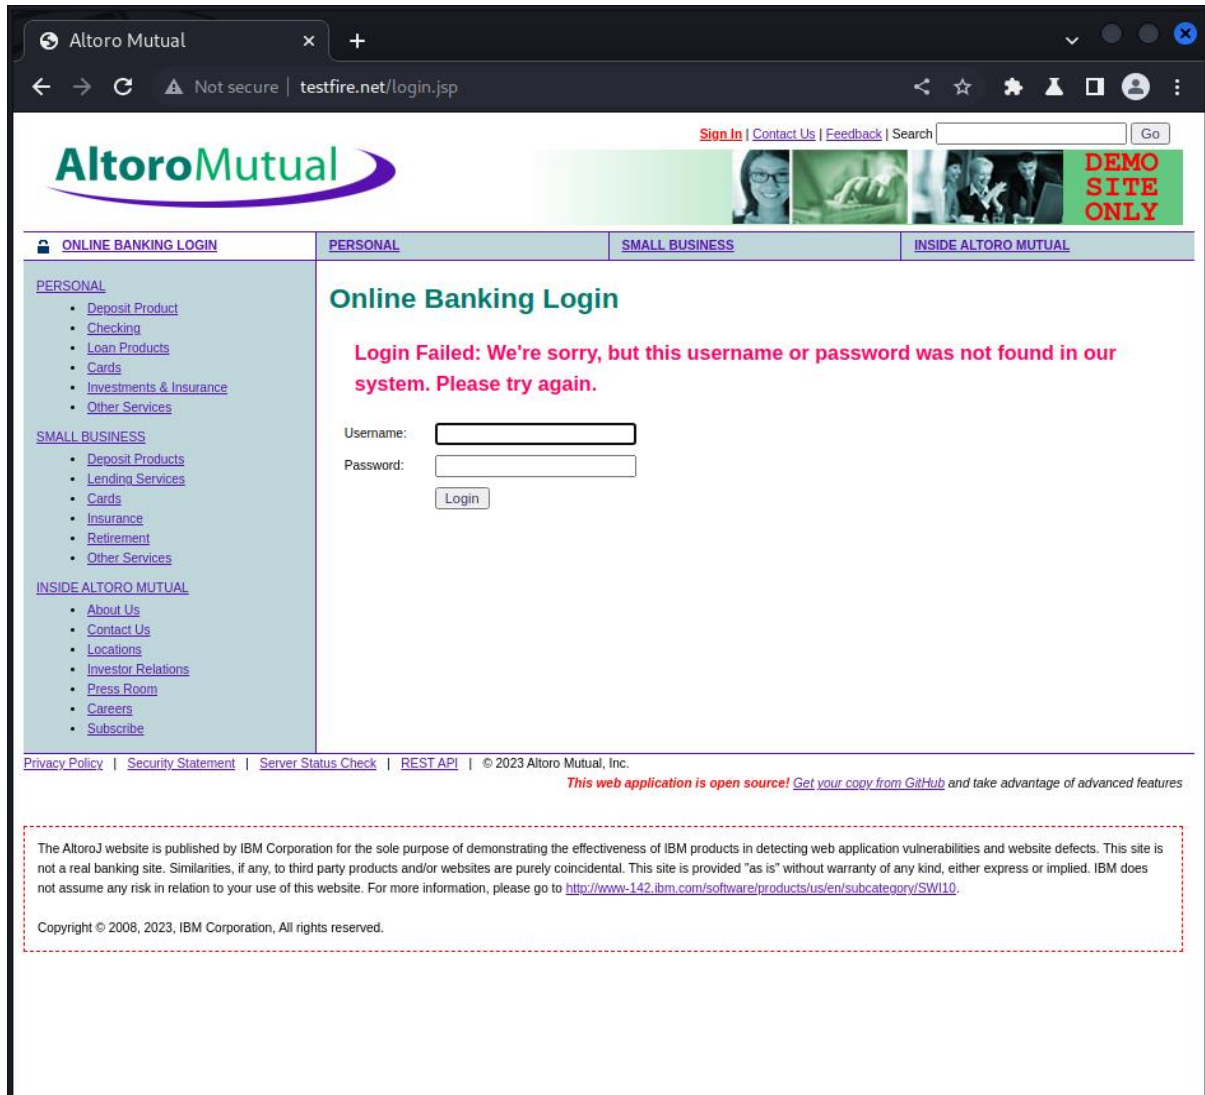 Altoro Mutual
Not secure | testfire.net/login.jsp
Sign In | Contact Us | Feedback | Search Go
AltoroMutual
DEMO
SITE
ONLY
ONLINE BANKING LOGIN PERSONAL SMALL BUSINESS INSIDE ALTORO MUTUAL
PERSONAL
Deposit Product
Checking
Loan Products
Cards
Investments & Insurance
Other Services
SMALL BUSINESS
Deposit Products
Lending Services
Cards
Insurance
Retirement
Other Services
INSIDE ALTORO MUTUAL
About Us
Contact Us
Locations
Investor Relations
Press Room
Careers
Subscribe
Online Banking Login
Login Failed: We're sorry, but this username or password was not found in our
system. Please try again.
Username:
Password:
Login
Privacy Policy | Security Statement | Server Status Check | REST API | © 2023 Altoro Mutual, Inc.
This web application is open source! Get your copy from GitHub and take advantage of advanced features
The AltoroJ website is published by IBM Corporation for the sole purpose of demonstrating the effectiveness of IBM products in detecting web application vulnerabilities and website defects. This site is
not a real banking site. Similarities, if any, to third party products and/or websites are purely coincidental. This site is provided "as is" without warranty of any kind, either express or implied. IBM does
not assume any risk in relation to your use of this website. For more information, please go to http://www-142.ibm.com/software/products/us/en/subcategory/SWI10.
Copyright © 2008, 2023, IBM Corporation, All rights reserved.